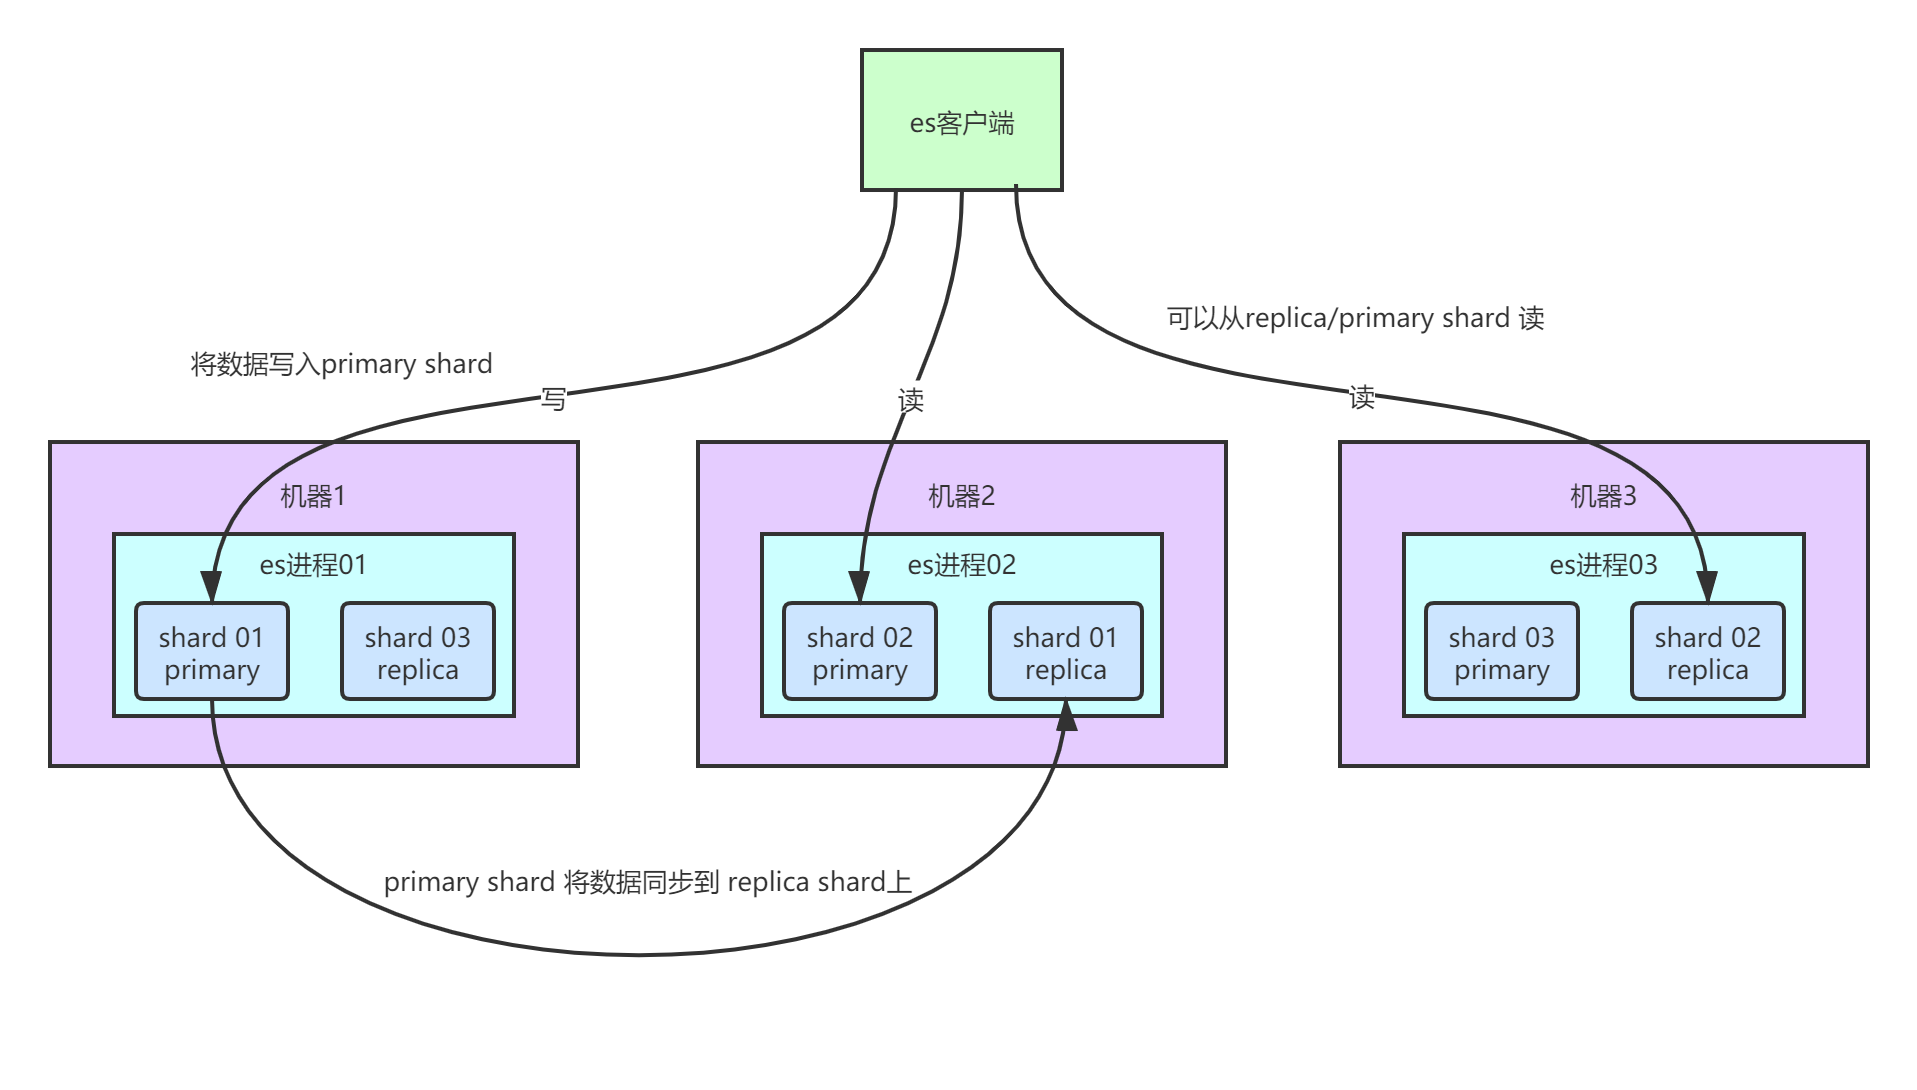 es客户端
可以从replica/primary shard 读
将数据写入primary shard
写
读
读
机器1
es进程01
shard 01
primary
shard 03
replica
机器2
es进程02
shard 02
primary
shard 01
replica
机器3
es进程03
shard 03
primary
shard 02
replica
primary shard 将数据同步到 replica shard上